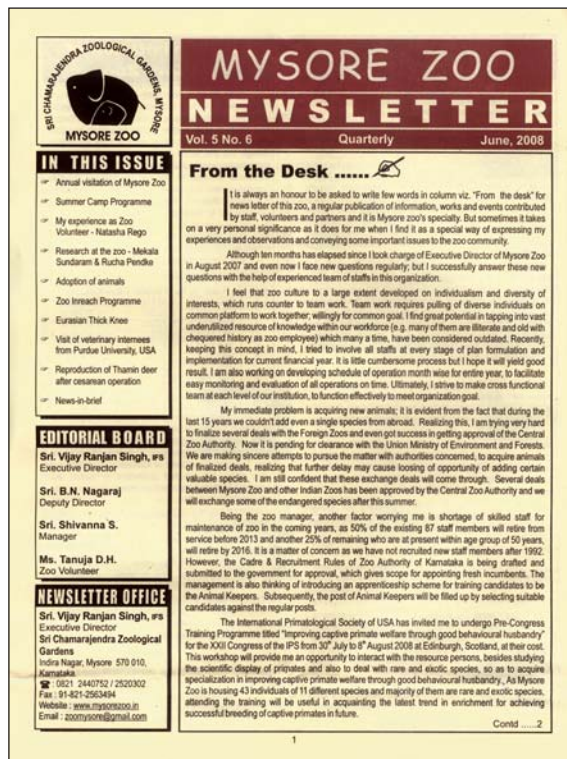 SRI CHAMARAJENDRA ZOOLOGICAL GARDENS, MYSORE
MYSORE ZOO
MYSORE ZOO
NEWSLETTER
Vol. 5 No. 6 Quarterly June, 2008
IN THIS ISSUE
☞ Annual visitation of Mysore Zoo
☞ Summer Camp Programme
☞ My experience as Zoo
Volunteer - Natasha Rego
☞ Research at the zoo - Mekala
Sundaram & Rucha Pendke
☞ Adoption of animals
☞ Zoo Inreach Programme
☞ Eurasian Thick Knee
☞ Visit of veterinary internees
from Purdue University, USA
☞ Reproduction of Thamin deer
after cesarean operation
☞ News-in-brief
EDITORIAL BOARD
Sri. Vijay Ranjan Singh, IFS
Executive Director
Sri. B.N. Nagaraj
Deputy Director
Sri. Shivanna S.
Manager
Ms. Tanuja D.H.
Zoo Volunteer
NEWSLETTER OFFICE
Sri. Vijay Ranjan Singh, IFS
Executive Director
Sri Chamarajendra Zoological
Gardens
Indira Nagar, Mysore 570 010,
Karnataka.
☎ : 0821 2440752 / 2520302
Fax : 91-821-2563494
Website : www.mysorezoo.in
Email : zoomysore@gmail.com
From the Desk ......
It is always an honour to be asked to write few words in column viz. "From the desk" for
news letter of this zoo, a regular publication of information, works and events contributed
by staff, volunteers and partners and it is Mysore zoo's specialty. But sometimes it takes
on a very personal significance as it does for me when I find it as a special way of expressing my
experiences and observations and conveying some important issues to the zoo community.
Although ten months has elapsed since I took charge of Executive Director of Mysore Zoo
in August 2007 and even now I face new questions regularly; but I successfully answer these new
questions with the help of experienced team of staffs in this organization.
I feel that zoo culture to a large extent developed on individualism and diversity of
interests, which runs counter to team work. Team work requires pulling of diverse individuals on
common platform to work together; willingly for common goal. I find great potential in tapping into vast
underutilized resource of knowledge within our workforce (e.g. many of them are illiterate and old with
chequered history as zoo employee) which many a time, have been considered outdated. Recently,
keeping this concept in mind, I tried to involve all staffs at every stage of plan formulation and
implementation for current financial year. It is little cumbersome process but I hope it will yield good
result. I am also working on developing schedule of operation month wise for entire year, to facilitate
easy monitoring and evaluation of all operations on time. Ultimately, I strive to make cross functional
team at each level of our institution, to function effectively to meet organization goal.
My immediate problem is acquiring new animals; it is evident from the fact that during the
last 15 years we couldn't add even a single species from abroad. Realizing this, I am trying very hard
to finalize several deals with the Foreign Zoos and even got success in getting approval of the Central
Zoo Authority. Now it is pending for clearance with the Union Ministry of Environment and Forests.
We are making sincere attempts to pursue the matter with authorities concerned, to acquire animals
of finalized deals, realizing that further delay may cause loosing of opportunity of adding certain
valuable species. I am still confident that these exchange deals will come through. Several deals
between Mysore Zoo and other Indian Zoos has been approved by the Central Zoo Authority and we
will exchange some of the endangered species after this summer.
Being the zoo manager, another factor worrying me is shortage of skilled staff for
maintenance of zoo in the coming years, as 50% of the existing 87 staff members will retire from
service before 2013 and another 25% of remaining who are at present within age group of 50 years,
will retire by 2016. It is a matter of concern as we have not recruited new staff members after 1992.
However, the Cadre & Recruitment Rules of Zoo Authority of Karnataka is being drafted and
submitted to the government for approval, which gives scope for appointing fresh incumbents. The
management is also thinking of introducing an apprenticeship scheme for training candidates to be
the Animal Keepers. Subsequently, the post of Animal Keepers will be filled up by selecting suitable
candidates against the regular posts.
The International Primatological Society of USA has invited me to undergo Pre-Congress
Training Programme titled "Improving captive primate welfare through good behavioural husbandry"
for the XXII Congress of the IPS from 30th July to 8th August 2008 at Edinburgh, Scotland, at their cost.
This workshop will provide me an opportunity to interact with the resource persons, besides studying
the scientific display of primates and also to deal with rare and exotic species, so as to acquire
specialization in improving captive primate welfare through good behavioural husbandry., As Mysore
Zoo is housing 43 individuals of 11 different species and majority of them are rare and exotic species,
attending the training will be useful in acquainting the latest trend in enrichment for achieving
successful breeding of captive primates in future.
Contd ......2
1